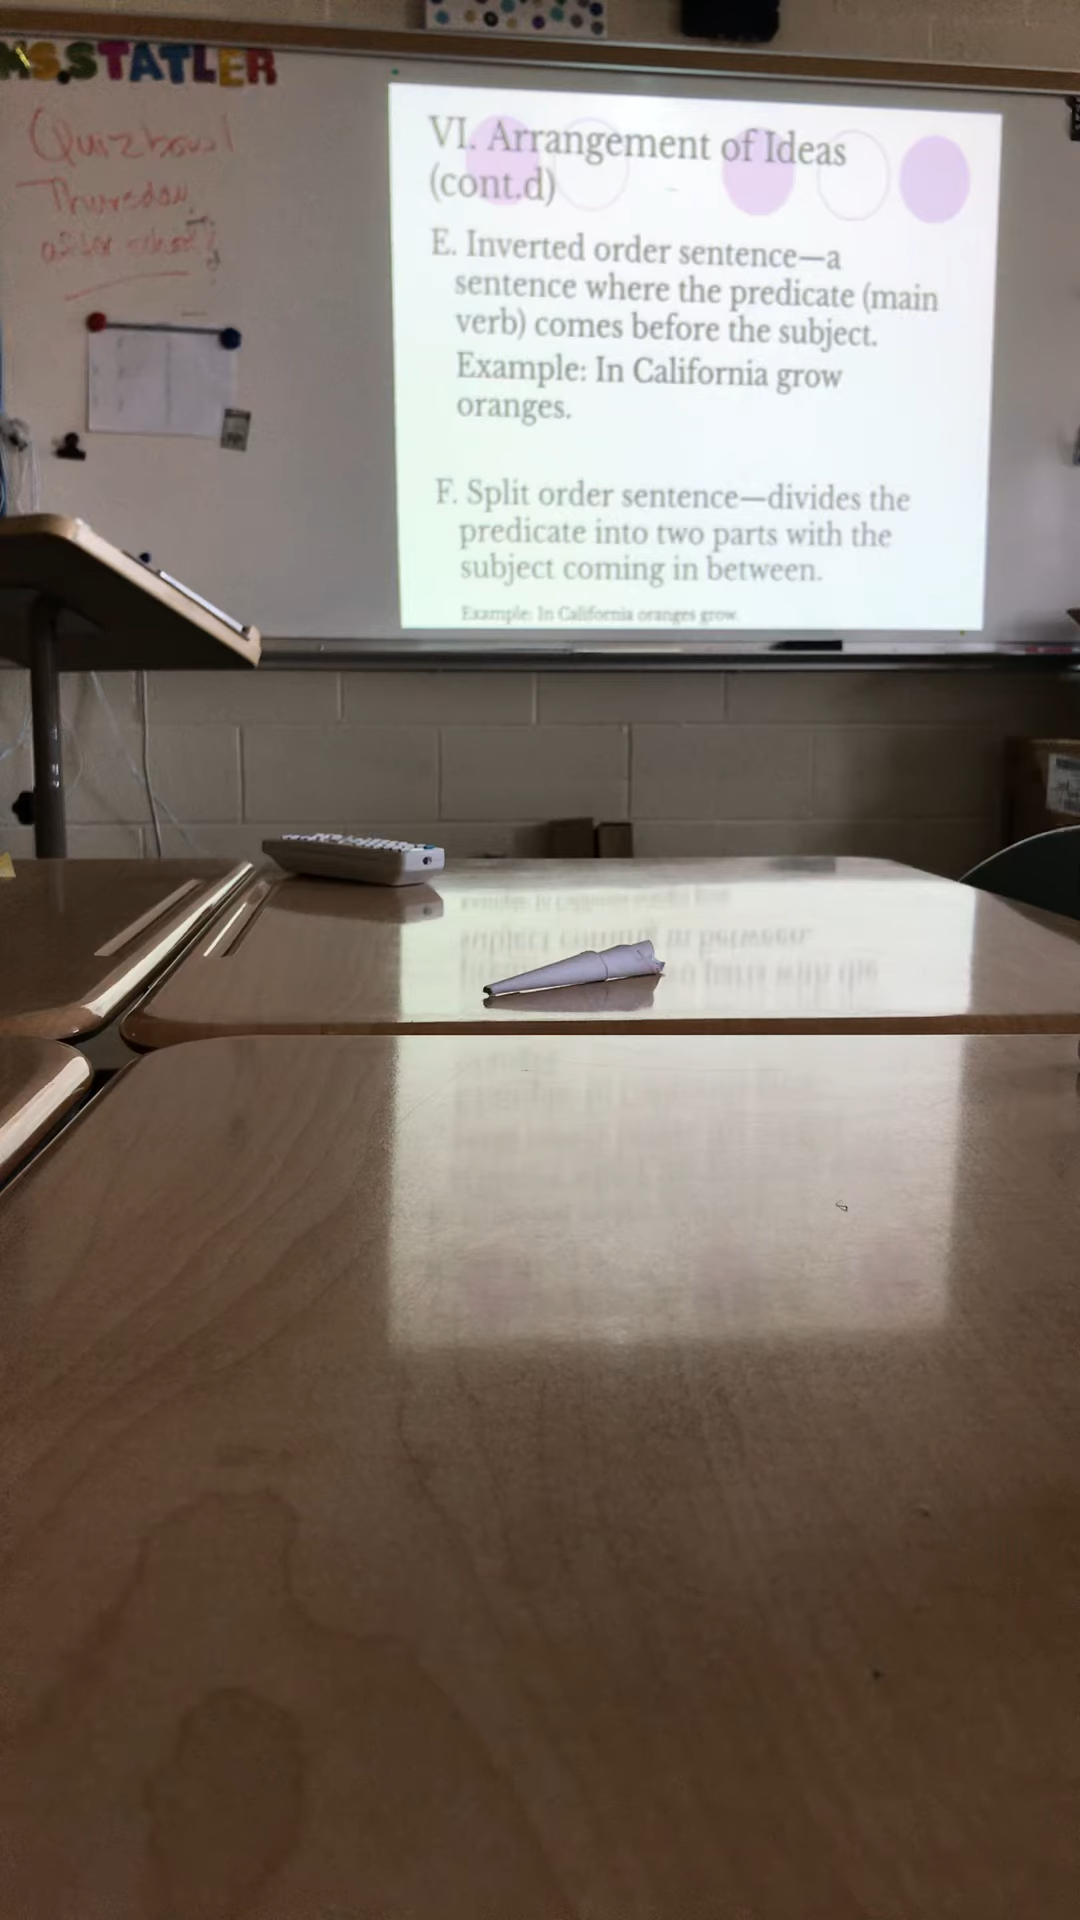 MS.STATLER
Quizbowl
Thursday
after school!
VI. Arrangement of Ideas
(cont.d)
E. Inverted order sentence—a
sentence where the predicate (main
verb) comes before the subject.
Example: In California grow
oranges.
F. Split order sentence—divides the
predicate into two parts with the
subject coming in between.
Example: In California oranges grow.